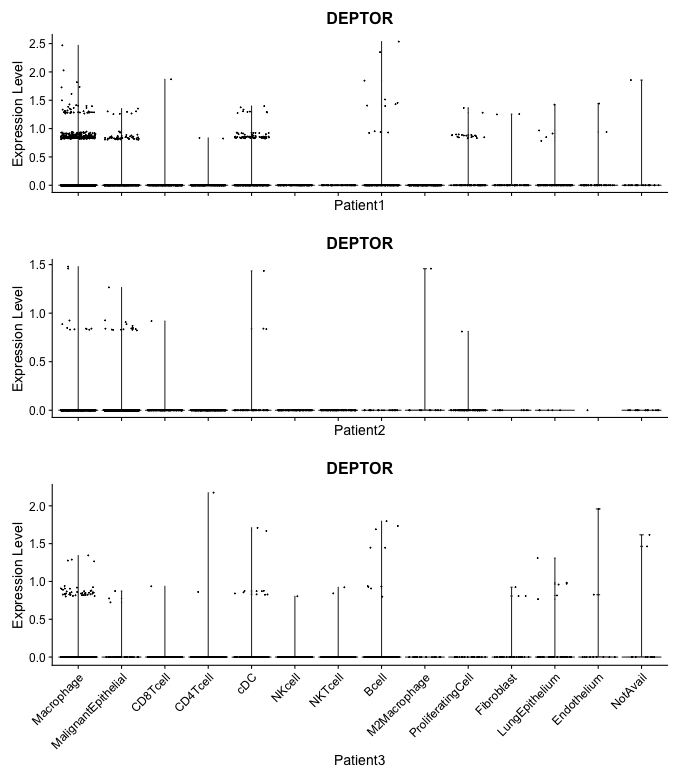 DEPTOR
Expression Level
2.5
2.0
1.5
1.0
0.5
0.0
Patient1
DEPTOR
Expression Level
1.5
1.0
0.5
0.0
Patient2
DEPTOR
Expression Level
2.0
1.5
1.0
0.5
0.0
Macrophage
MalignantEpithelial
CD8Tcell
CD4Tcell
cDC
NKcell
NKTcell
Bcell
M2Macrophage
ProliferatingCell
Fibroblast
LungEpithelium
Endothelium
NotAvail
Patient3